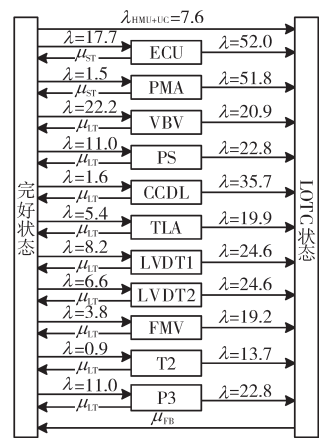 λHMU+UC=7.6
λ=17.7 ECU λ=52.0
μST
λ=1.5 PMA λ=51.8
μST
λ=22.2 VBV λ=20.9
μLT
λ=11.0 PS λ=22.8
μLT
λ=1.6 CCDL λ=35.7
μLT
λ=5.4 TLA λ=19.9
μLT
λ=8.2 LVDT1 λ=24.6
μLT
λ=6.6 LVDT2 λ=24.6
μLT
λ=3.8 FMV λ=19.2
μLT
λ=0.9 T2 λ=13.7
μLT
λ=11.0 P3 λ=22.8
μLT
μFB
完好状态
LOTC状态